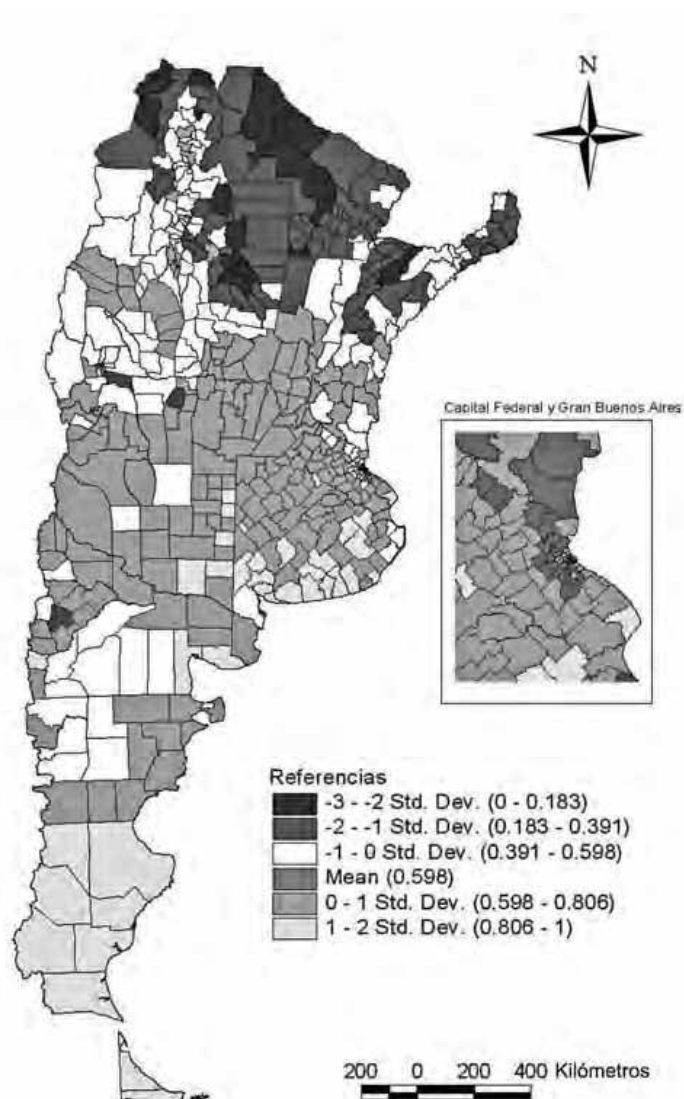 N
Capital Federal y Gran Buenos Aires
Referencias
-3 - -2 Std. Dev. (0 - 0.183)
-2 - -1 Std. Dev. (0.183 - 0.391)
-1 - 0 Std. Dev. (0.391 - 0.598)
Mean (0.598)
0 - 1 Std. Dev. (0.598 - 0.806)
1 - 2 Std. Dev. (0.806 - 1)
200 0 200 400 Kilómetros